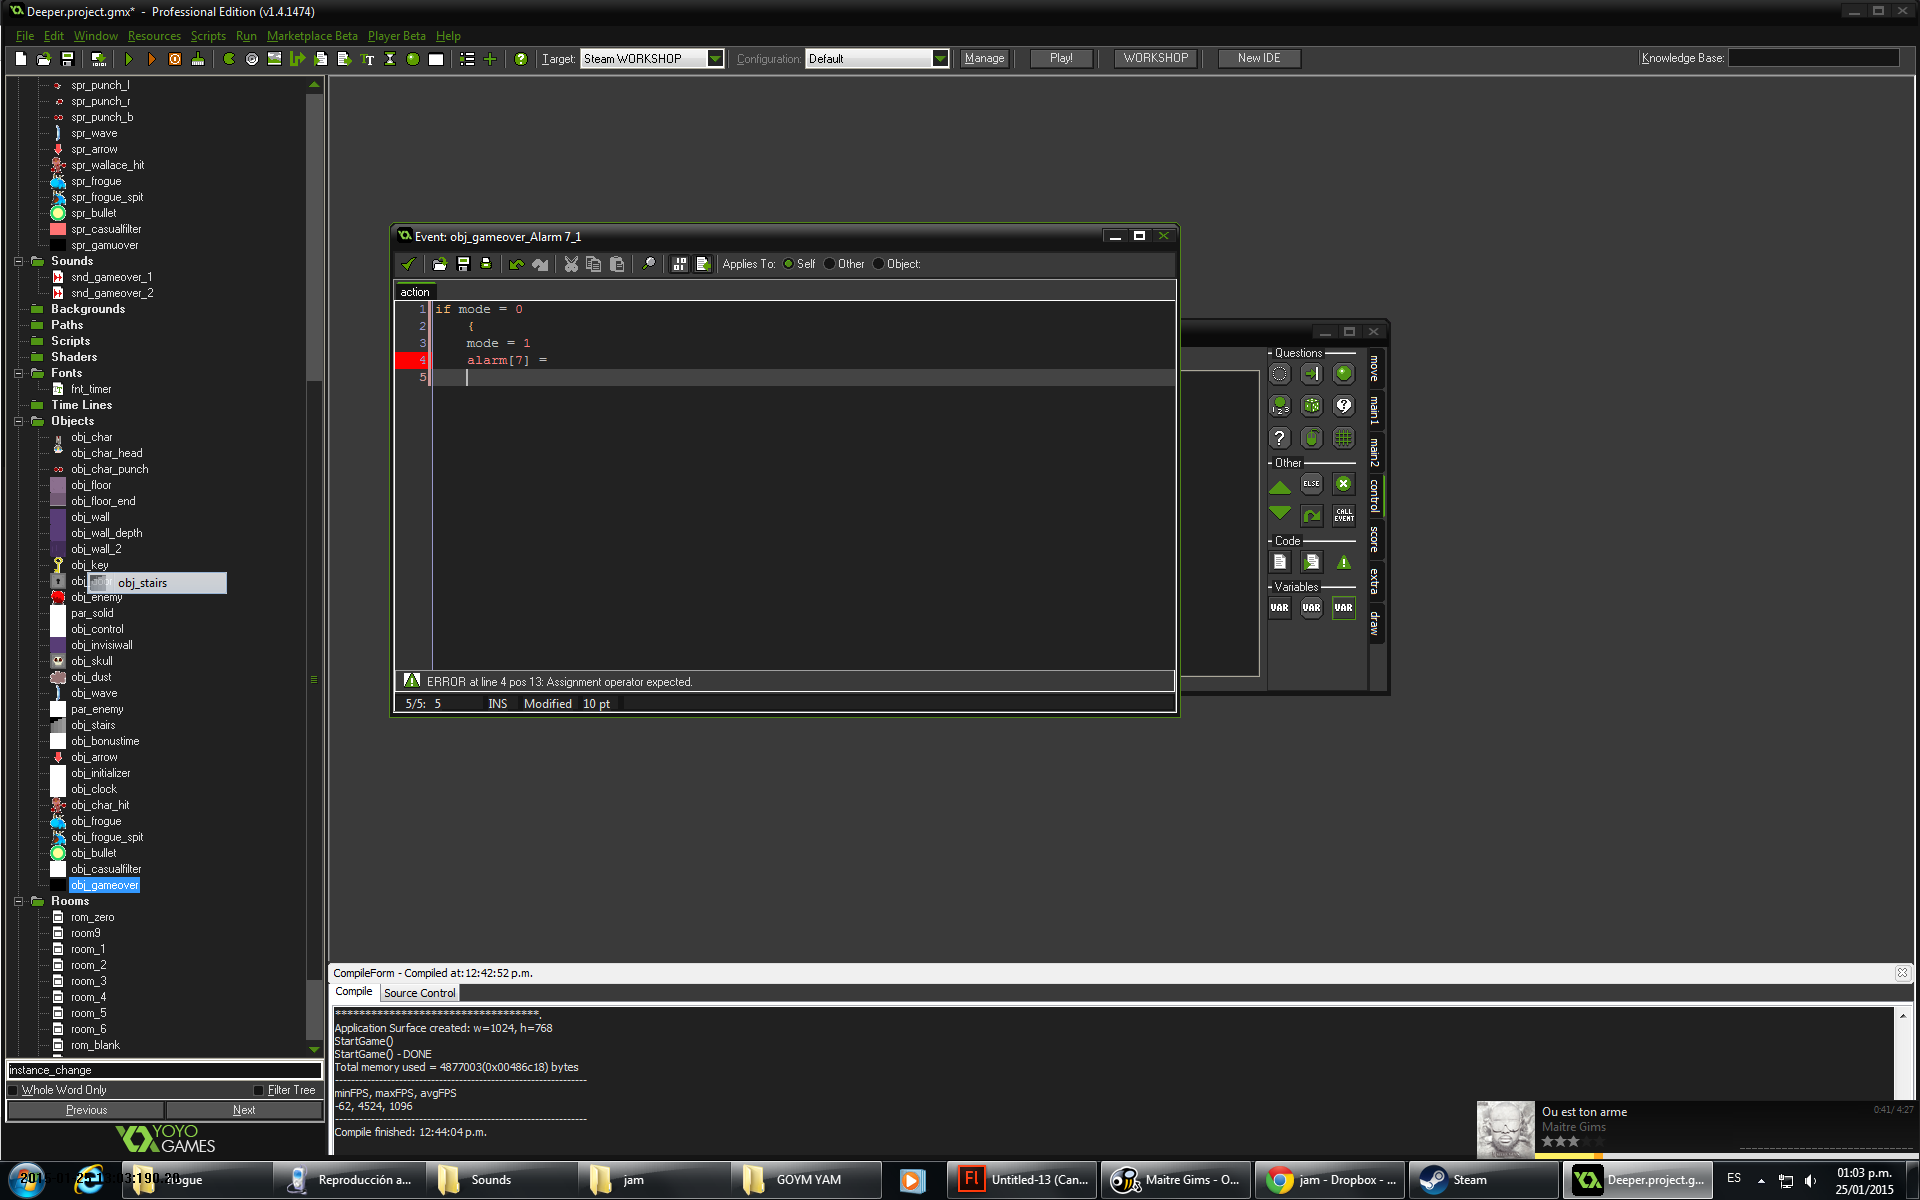 Deeper.project.gmx* - Professional Edition (v1.4.1474)
File Edit Window Resources Scripts Run Marketplace Beta Player Beta Help
Target: Steam WORKSHOP Configuration: Default Manage Play! WORKSHOP New IDE Knowledge Base:
spr_punch_l
spr_punch_r
spr_punch_b
spr_wave
spr_arrow
spr_wallace_hit
spr_frogue
spr_frogue_spit
spr_bullet
spr_casualfilter
spr_gamuover
Sounds
snd_gameover_1
snd_gameover_2
Backgrounds
Paths
Scripts
Shaders
Fonts
fnt_timer
Time Lines
Objects
obj_char
obj_char_head
obj_char_punch
obj_floor
obj_floor_end
obj_wall
obj_wall_depth
obj_wall_2
obj_key
obj_stairs
obj_enemy
par_solid
obj_control
obj_invisiwall
obj_skull
obj_dust
obj_wave
par_enemy
obj_stairs
obj_bonustime
obj_arrow
obj_initializer
obj_clock
obj_char_hit
obj_frogue
obj_frogue_spit
obj_bullet
obj_casualfilter
obj_gameover
Rooms
rom_zero
room9
room_1
room_2
room_3
room_4
room_5
room_6
rom_blank
instance_change
Whole Word Only Filter Tree
Previous Next
YOYO
GAMES
Event: obj_gameover_Alarm 7_1
Applies To: Self Other Object:
action
1 if mode = 0
2 {
3 mode = 1
4 alarm[7] =
5
ERROR at line 4 pos 13: Assignment operator expected.
5/5: 5 INS Modified 10 pt
Questions
1 2 3
Other
ELSE
CALL
EVENT
Code
Variables
VAR VAR VAR
move
main1
main2
control
score
extra
draw
CompileForm - Compiled at: 12:42:52 p.m.
Compile Source Control
**********************************.
Application Surface created: w=1024, h=768
StartGame()
StartGame() - DONE
Total memory used = 4877003(0x00486c18) bytes
minFPS, maxFPS, avgFPS
-62, 4524, 1096
Compile finished: 12:44:04 p.m.
Ou est ton arme 0:41/ 4:27
Maitre Gims
Reproducción a... Sounds jam GOYM YAM Untitled-13 (Can... Maitre Gims - O... jam - Dropbox - ... Steam Deeper.project.g... ES
01:03 p.m.
25/01/2015